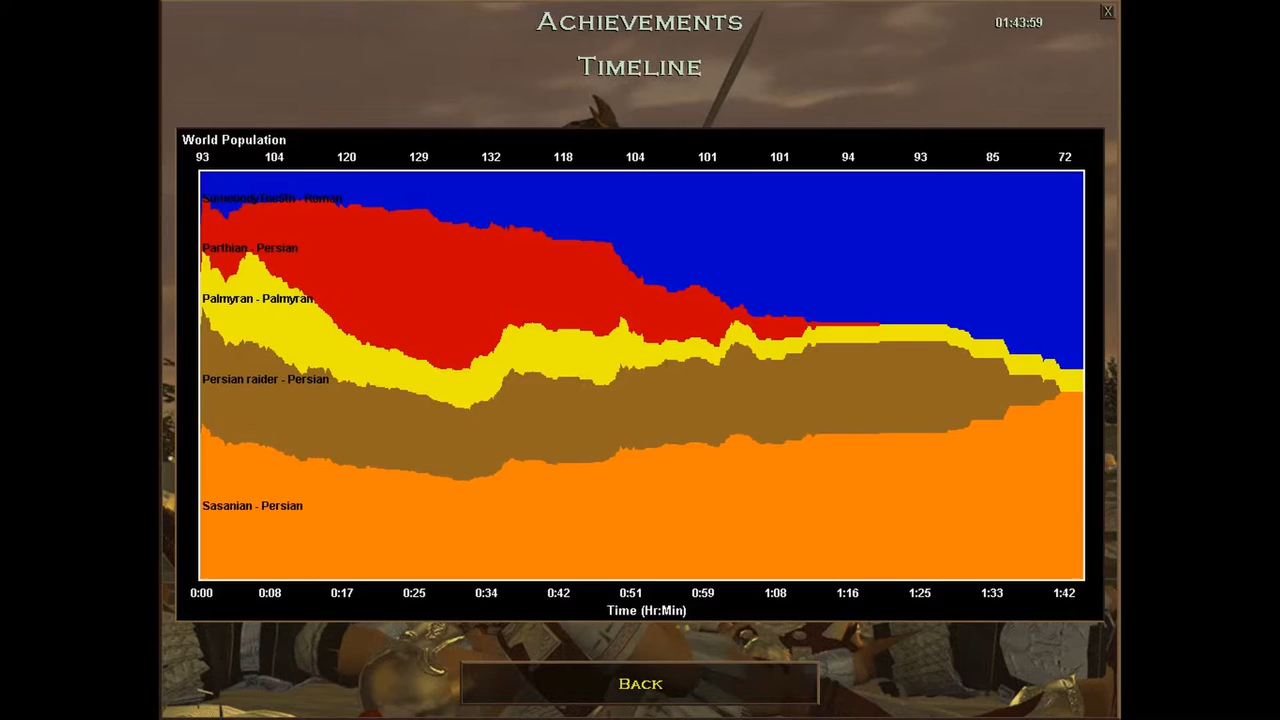 ACHIEVEMENTS
01:43:59
X
TIMELINE
World Population
93 104 120 129 132 118 104 101 101 94 93 85 72
SomebodyThe5th - Roman
Parthian - Persian
Palmyran - Palmyran
Persian raider - Persian
Sasanian - Persian
0:00 0:08 0:17 0:25 0:34 0:42 0:51 0:59 1:08 1:16 1:25 1:33 1:42
Time (Hr:Min)
BACK